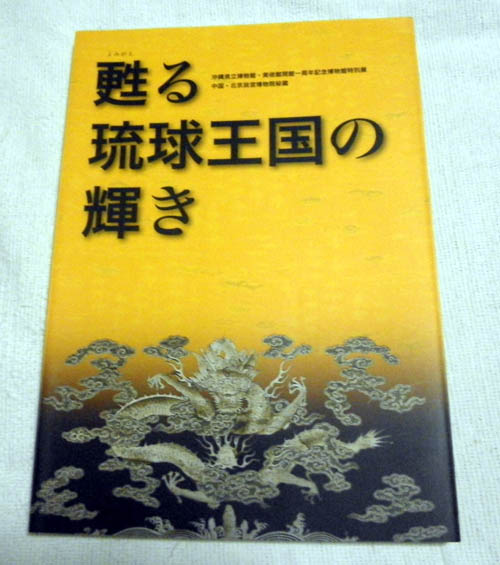 よみがえ
甦る
沖縄県立博物館・美術館開館一周年記念博物館特別展
中国・北京故宮博物院秘蔵
琉球王国の
輝き